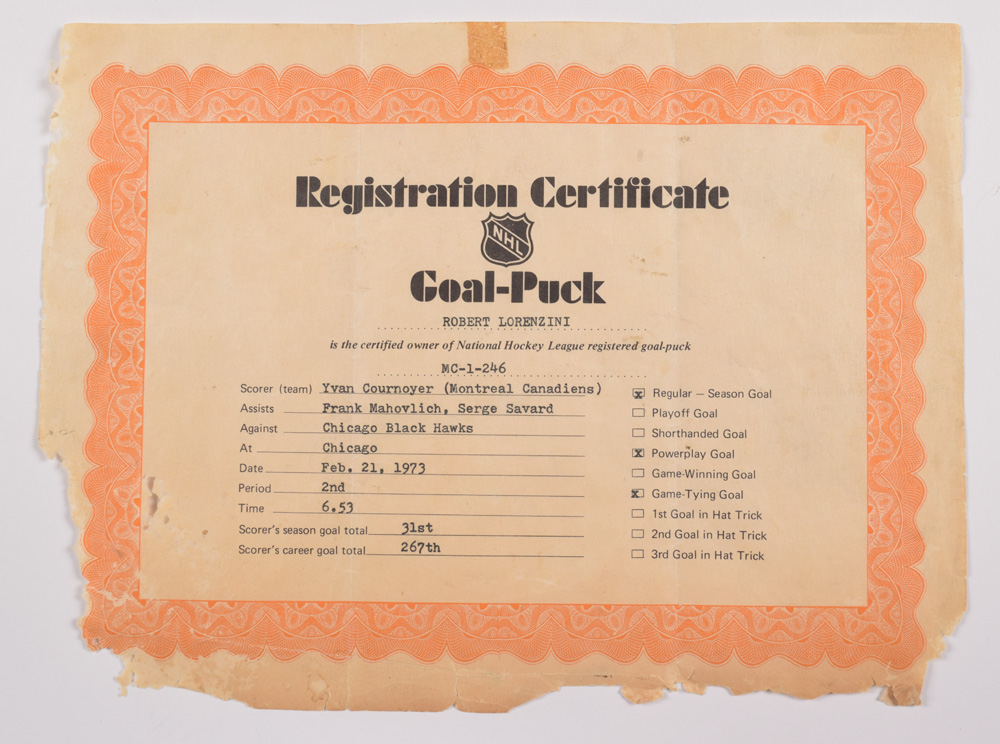 Registration Certificate
NHL
Goal-Puck
ROBERT LORENZINI
is the certified owner of National Hockey League registered goal-puck
MC-1-246
Scorer (team) Yvan Cournoyer (Montreal Canadiens)
Assists Frank Mahovlich, Serge Savard
Against Chicago Black Hawks
At Chicago
Date Feb. 21, 1973
Period 2nd
Time 6.53
Scorer's season goal total 31st
Scorer's career goal total 267th
x Regular – Season Goal
Playoff Goal
Shorthanded Goal
x Powerplay Goal
Game-Winning Goal
x Game-Tying Goal
1st Goal in Hat Trick
2nd Goal in Hat Trick
3rd Goal in Hat Trick